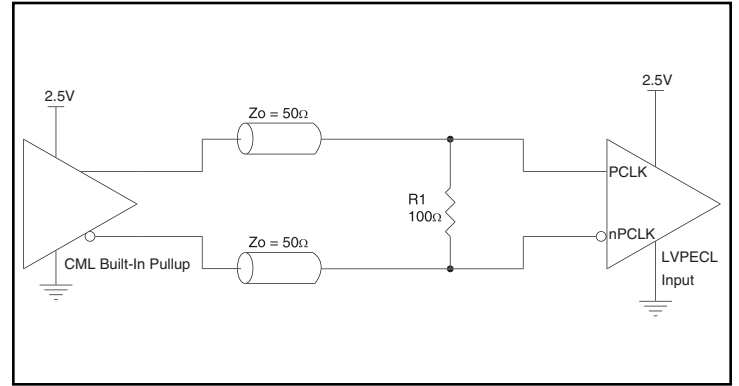 2.5V
2.5V
Zo = 50Ω
PCLK
R1
100Ω
nPCLK
Zo = 50Ω
CML Built-In Pullup
LVPECL
Input